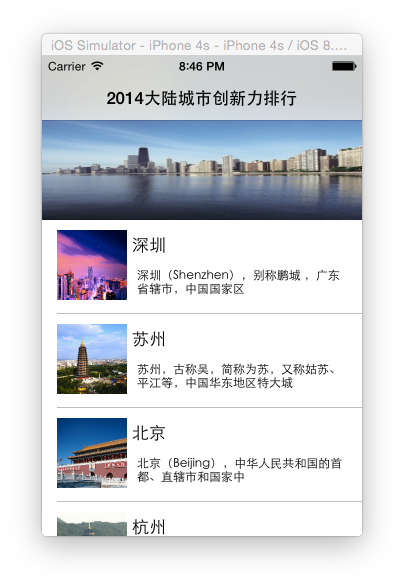 iOS Simulator - iPhone 4s - iPhone 4s / iOS 8....
Carrier 8:46 PM
2014大陆城市创新力排行
深圳
深圳（Shenzhen），别称鹏城 ，广东
省辖市，中国国家区
苏州
苏州，古称吴，简称为苏，又称姑苏、
平江等，中国华东地区特大城
北京
北京（Beijing），中华人民共和国的首
都、直辖市和国家中
杭州